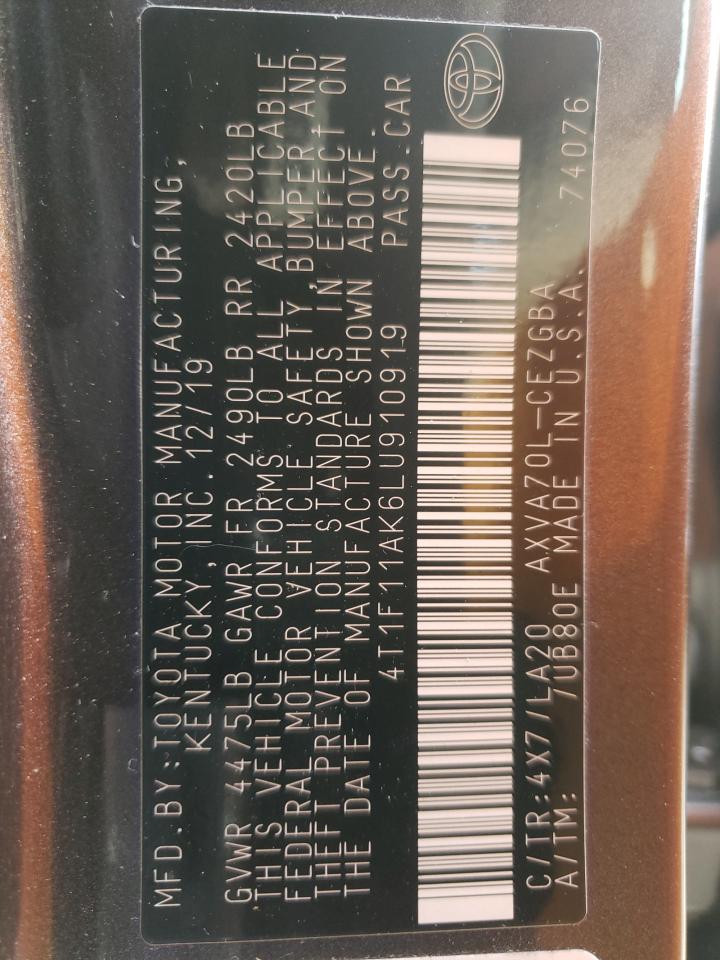 MFD.BY:TOYOTA MOTOR MANUFACTURING,
KENTUCKY, INC. 12/19
GVWR 4475LB GAWR FR 2490LB RR 2420LB
THIS VEHICLE CONFORMS TO ALL APPLICABLE
FEDERAL MOTOR VEHICLE SAFETY, BUMPER AND
THEFT PREVENTION STANDARDS IN EFFECT ON
THE DATE OF MANUFACTURE SHOWN ABOVE.
4T1F11AK6LU910919 PASS.CAR
C/TR:4X7/LA20 AXVA70L-CEZGBA
A/TM: /UB80E MADE IN U.S.A. 74076